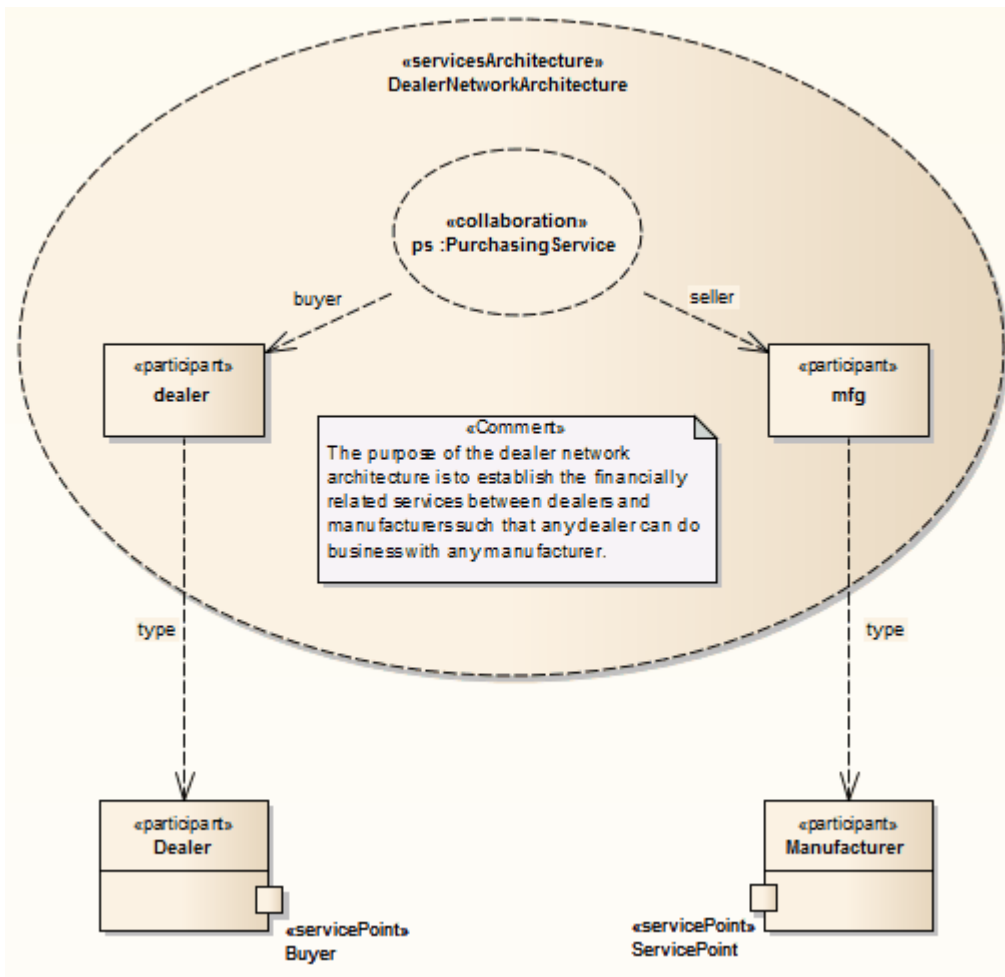 «servicesArchitecture»
DealerNetworkArchitecture
«collaboration»
ps :PurchasingService
buyer
seller
«participant»
dealer
«participant»
mfg
«Comment»
The purpose of the dealer network
architecture is to establish the financially
related services between dealers and
manufacturers such that any dealer can do
business with any manufacturer.
type
type
«participant»
Dealer
«participant»
Manufacturer
«servicePoint»
Buyer
«servicePoint»
ServicePoint